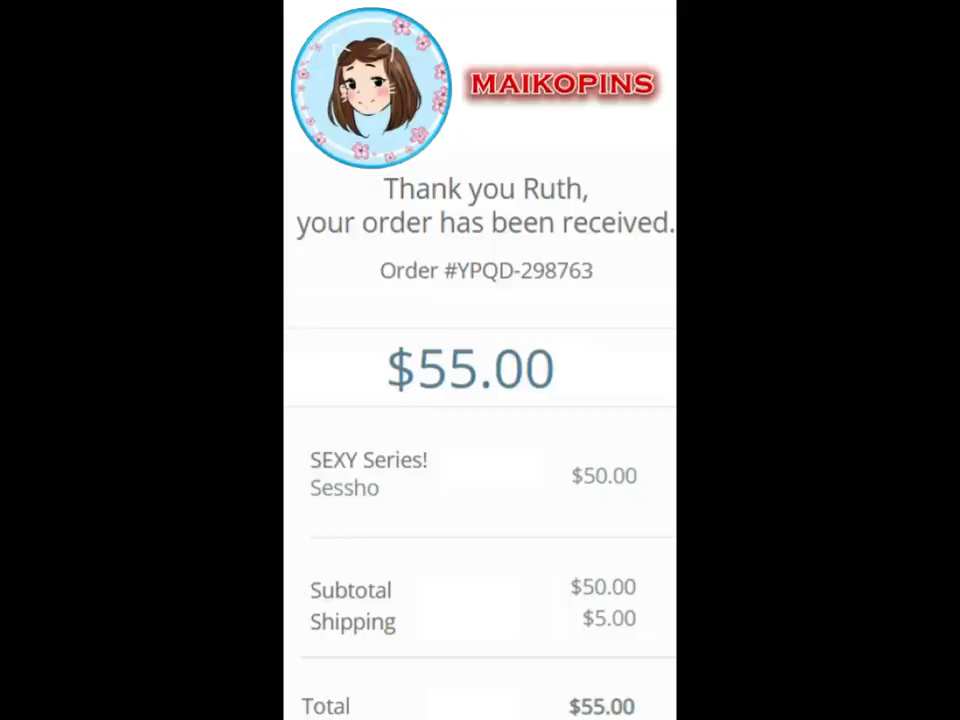 MAIKOPINS
Thank you Ruth,
your order has been received.
Order #YPQD-298763
$55.00
SEXY Series!
Sessho
$50.00
Subtotal $50.00
Shipping $5.00
Total $55.00